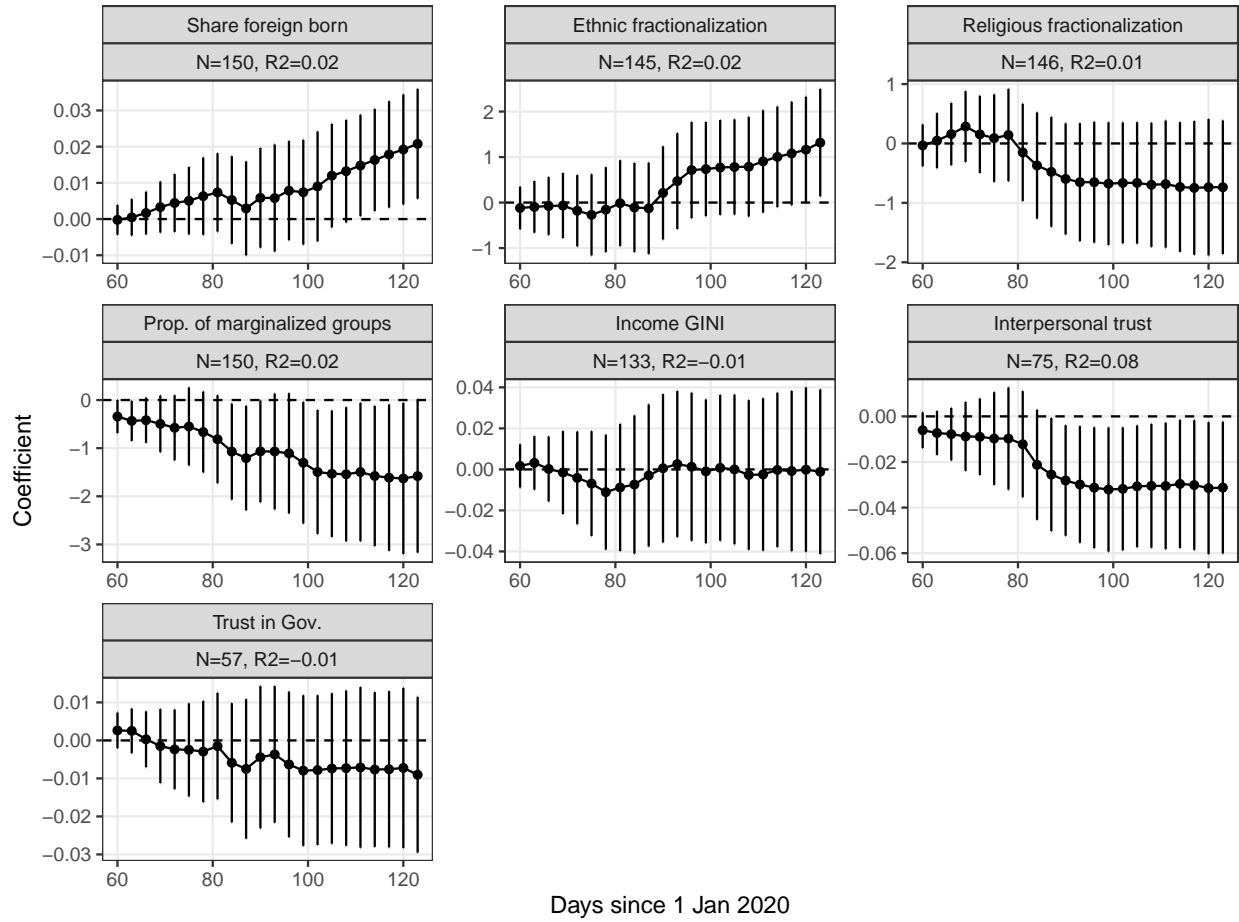 Share foreign born
Ethnic fractionalization
Religious fractionalization
N=150, R2=0.02
N=145, R2=0.02
N=146, R2=0.01
0.03
0.02
0.01
0.00
−0.01
2
1
0
−1
1
0
−1
−2
60 80 100 120
60 80 100 120
60 80 100 120
Prop. of marginalized groups
Income GINI
Interpersonal trust
N=150, R2=0.02
N=133, R2=−0.01
N=75, R2=0.08
0
−1
−2
−3
0.04
0.02
0.00
−0.02
−0.04
0.00
−0.02
−0.04
−0.06
60 80 100 120
60 80 100 120
60 80 100 120
Trust in Gov.
N=57, R2=−0.01
0.01
0.00
−0.01
−0.02
−0.03
60 80 100 120
Coefficient
Days since 1 Jan 2020